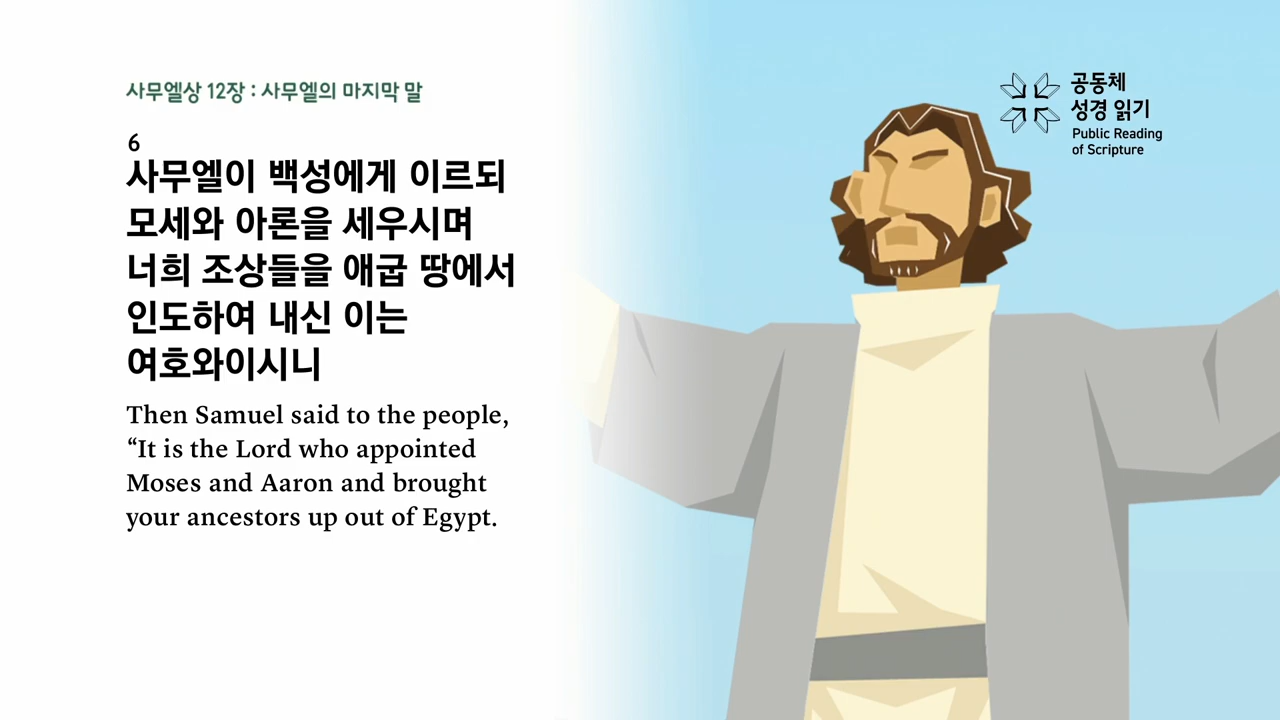 사무엘상 12장 : 사무엘의 마지막 말
6
사무엘이 백성에게 이르되
모세와 아론을 세우시며
너희 조상들을 애굽 땅에서
인도하여 내신 이는
여호와이시니
Then Samuel said to the people,
“It is the Lord who appointed
Moses and Aaron and brought
your ancestors up out of Egypt.
공동체
성경 읽기
Public Reading
of Scripture